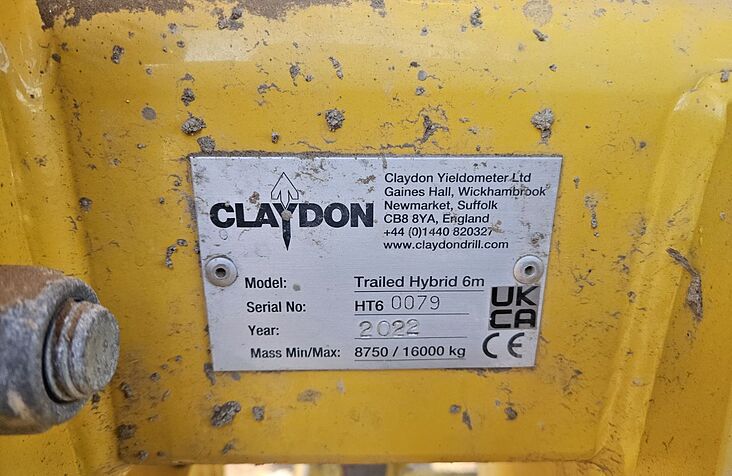 CLAYDON
Claydon Yieldometer Ltd
Gaines Hall, Wickhambrook
Newmarket, Suffolk
CB8 8YA, England
+44 (0)1440 820327
www.claydondrill.com
Model: Trailed Hybrid 6m
Serial No: HT6 0079
Year: 2022
Mass Min/Max: 8750 / 16000 kg
UK
CA
CE